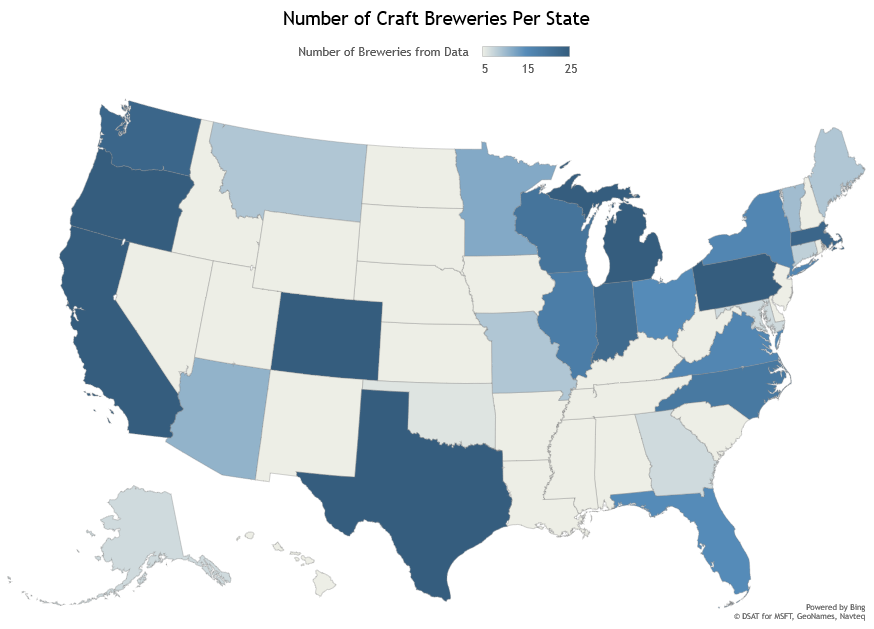 Number of Craft Breweries Per State
Number of Breweries from Data
5 15 25
Powered by Bing
© DSAT for MSFT, GeoNames, Navteq